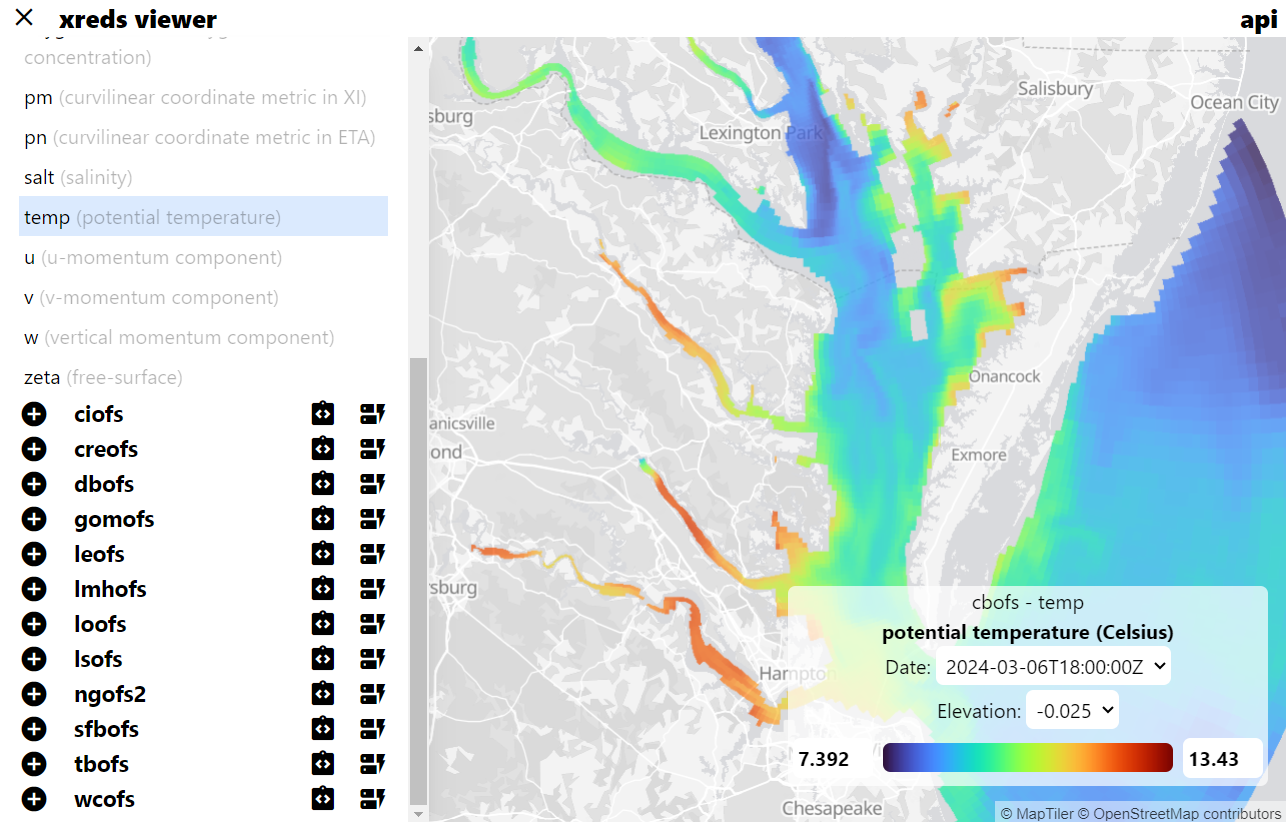 xreds viewer
api
concentration)
pm (curvilinear coordinate metric in XI)
pn (curvilinear coordinate metric in ETA)
salt (salinity)
temp (potential temperature)
u (u-momentum component)
v (v-momentum component)
w (vertical momentum component)
zeta (free-surface)
ciofs
creofs
dbofs
gomofs
leofs
lmhofs
loofs
lsofs
ngofs2
sfbofs
tbofs
wcofs
Salisbury
Ocean City
sburg
Lexington Park
Onancock
anicsville
ond
Exmore
rsburg
Hampton
Chesapeake
cbofs - temp
potential temperature (Celsius)
Date: 2024-03-06T18:00:00Z
Elevation: -0.025
7.392
13.43
© MapTiler © OpenStreetMap contributors